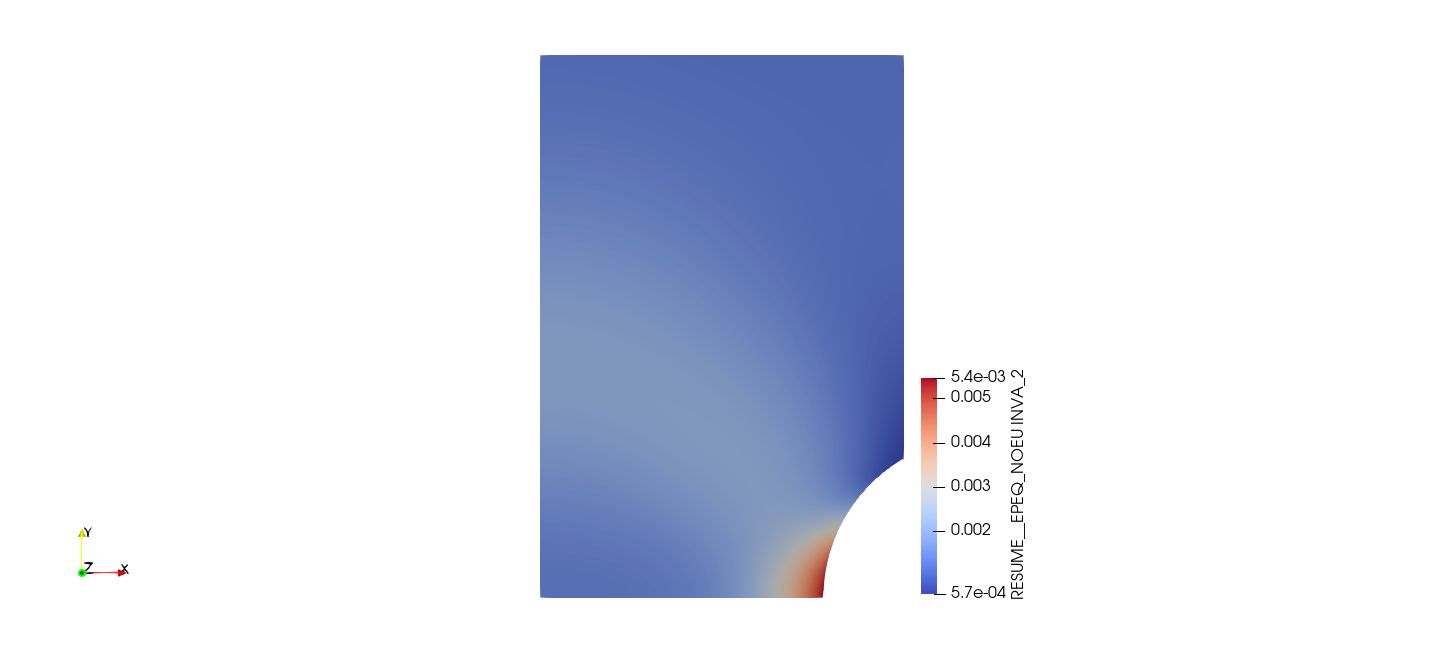 5.4e-03
0.005
0.004
0.003
0.002
5.7e-04
RESUME__EPEQ_NOEU INVA_2
Y
Z
X